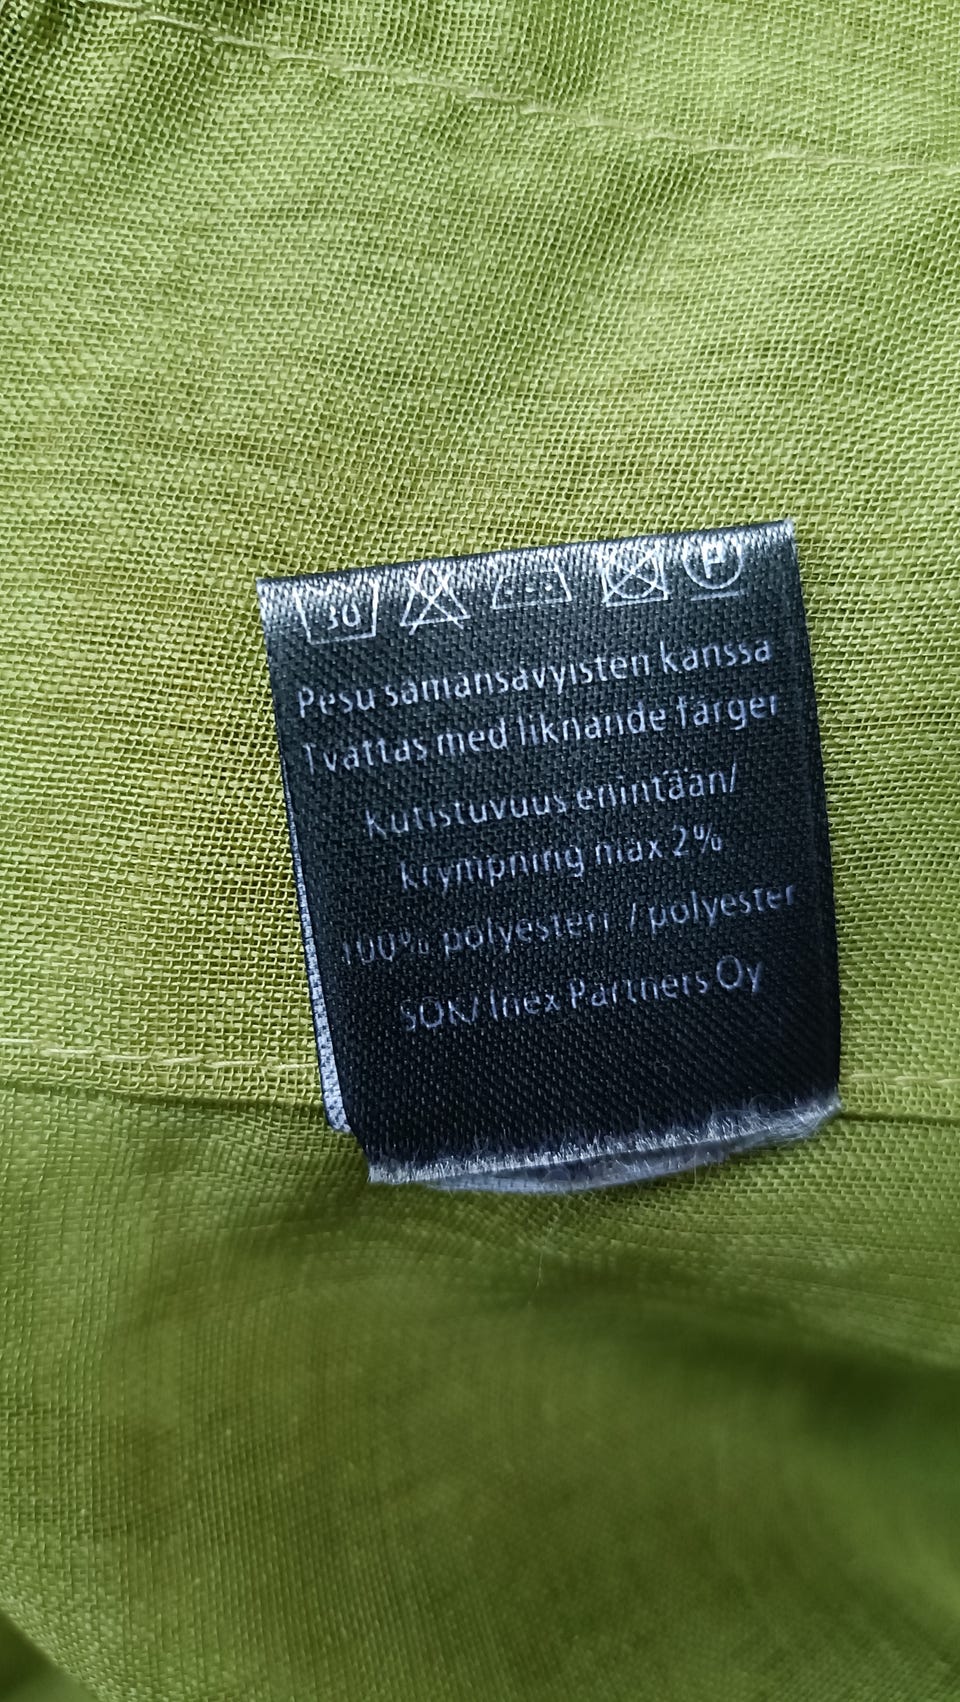 30 P
Pesu samansävyisten kanssa
Tvättas med liknande färger
Kutistuvuus enintään/
krympning max 2%
100% polyesteri / polyester
SOK/ Inex Partners Oy